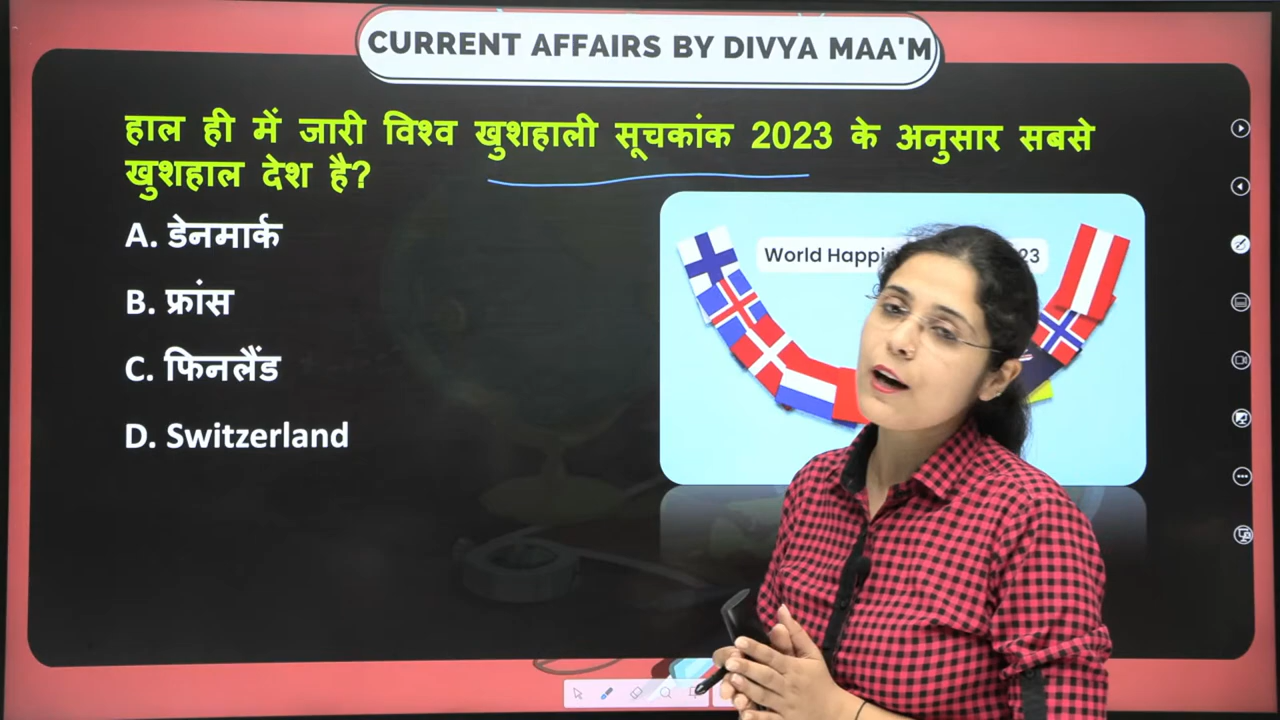 CURRENT AFFAIRS BY DIVYA MAA'M
हाल ही में जारी विश्व खुशहाली सूचकांक 2023 के अनुसार सबसे
खुशहाल देश है?
A. डेनमार्क
B. फ्रांस
C. फिनलैंड
D. Switzerland
World Happi 23